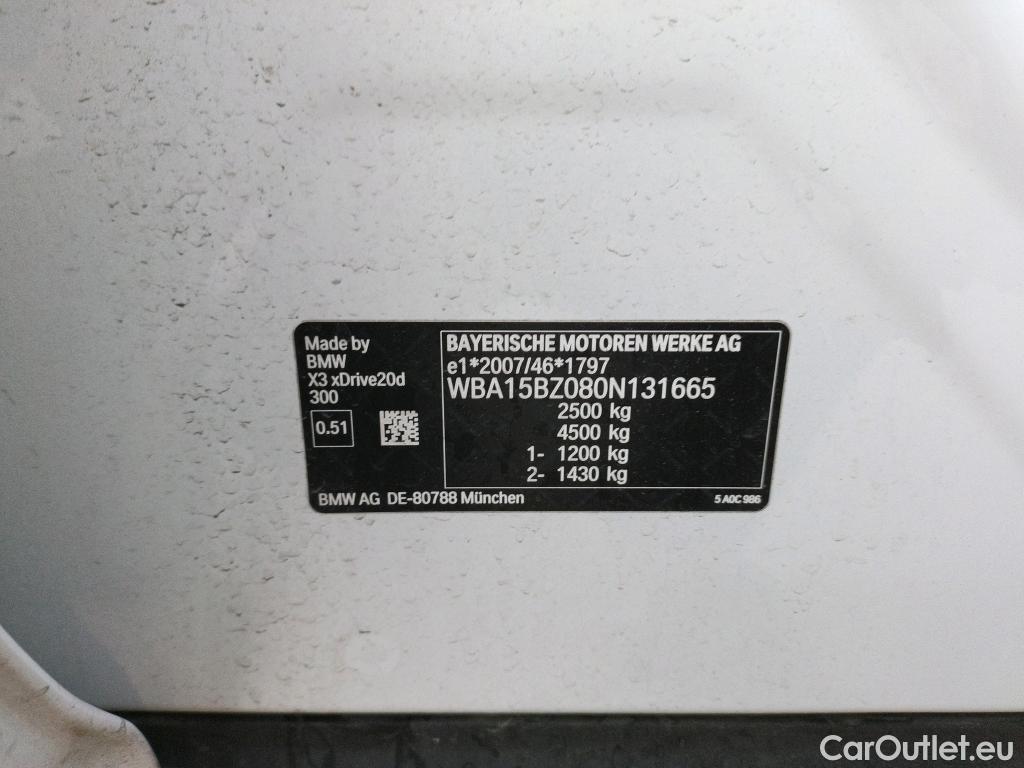 Made by
BMW
X3 xDrive20d
300
0.51
BAYERISCHE MOTOREN WERKE AG
e1*2007/46*1797
WBA15BZ080N131665
2500 kg
4500 kg
1- 1200 kg
2- 1430 kg
BMW AG DE-80788 München
5 A0C 986
CarOutlet.eu